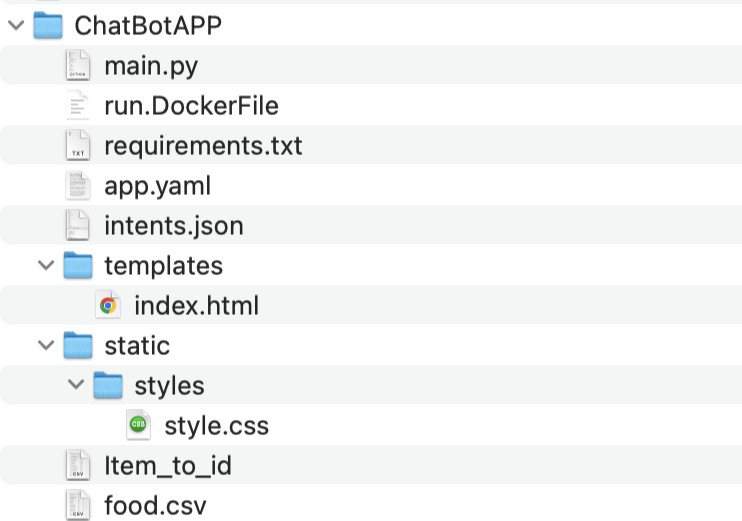 ChatBotAPP
main.py
run.DockerFile
requirements.txt
app.yaml
intents.json
templates
index.html
static
styles
style.css
Item_to_id
food.csv